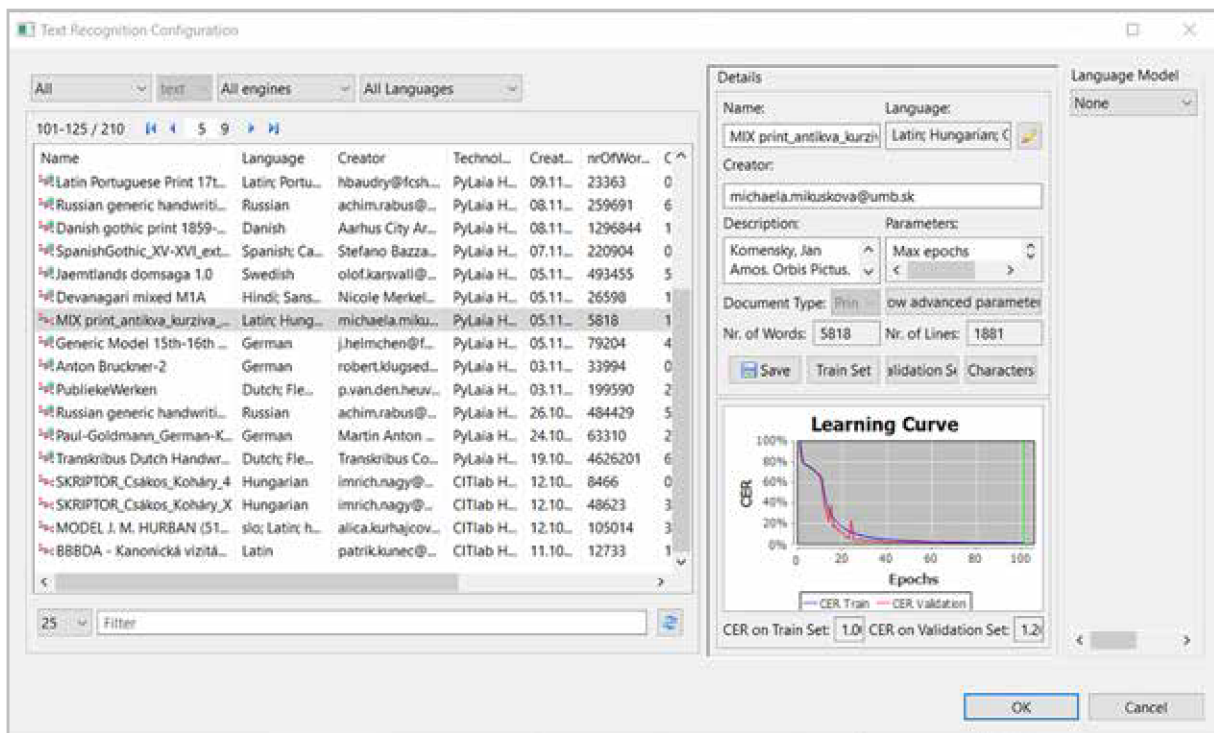 Text Recognition Configuration
All text All engines All Languages
101-125 / 210 5 9
Name Language Creator Technol... Creat... nrOfWor... C
Latin Portuguese Print 17t... Latin; Portu... hbaudry@fcsh... PyLaia H... 09.11... 23363 0
Russian generic handwriti... Russian achim.rabus@... PyLaia H... 08.11... 259691 6
Danish gothic print 1859-... Danish Aarhus City Ar... PyLaia H... 08.11... 1296844 1
SpanishGothic_XV-XVI_ext... Spanish; Ca... Stefano Bazza... PyLaia H... 07.11... 220904 0
Jaemtlands domsaga 1.0 Swedish olof.karsvall@... PyLaia H... 05.11... 493455 5
Devanagari mixed M1A Hindi; Sans... Nicole Merkel... PyLaia H... 05.11... 26598 1
MIX print_antikva_kurziva_... Latin; Hung... michaela.miku... PyLaia H... 05.11... 5818 1
Generic Model 15th-16th ... German j.helmchen@f... PyLaia H... 05.11... 79204 4
Anton Bruckner-2 German robert.klugsed... PyLaia H... 03.11... 33994 0
PubliekeWerken Dutch; Fle... p.van.den.heuv... PyLaia H... 03.11... 199590 2
Russian generic handwriti... Russian achim.rabus@... PyLaia H... 26.10... 484429 5
Paul-Goldmann_German-K... German Martin Anton ... PyLaia H... 24.10... 63310 2
Transkribus Dutch Handwr... Dutch; Fle... Transkribus Co... PyLaia H... 19.10... 4626201 6
SKRIPTOR_Csákos_Koháry_4 Hungarian imrich.nagy@... CITlab H... 12.10... 8466 0
SKRIPTOR_Csákos_Koháry_X Hungarian imrich.nagy@... CITlab H... 12.10... 48623 3
MODEL J. M. HURBAN (51... slo; Latin; h... alica.kurhajcov... CITlab H... 12.10... 105014 3
BBBDA - Kanonická vizitá... Latin patrik.kunec@... CITlab H... 11.10... 12733 1
25 Filter
Details
Name: Language:
MIX print_antikva_kurziv Latin; Hungarian; C
Creator:
michaela.mikuskova@umb.sk
Description: Parameters:
Komensky, Jan Max epochs
Amos. Orbis Pictus.
Document Type: Prin ow advanced parameter
Nr. of Words: 5818 Nr. of Lines: 1881
Save Train Set alidation Se Characters
Learning Curve
100%
80%
60%
40%
20%
0%
CER
0 20 40 60 80 100
Epochs
CER Train CER Validation
CER on Train Set: 1.0 CER on Validation Set: 1.2
Language Model
None
OK Cancel